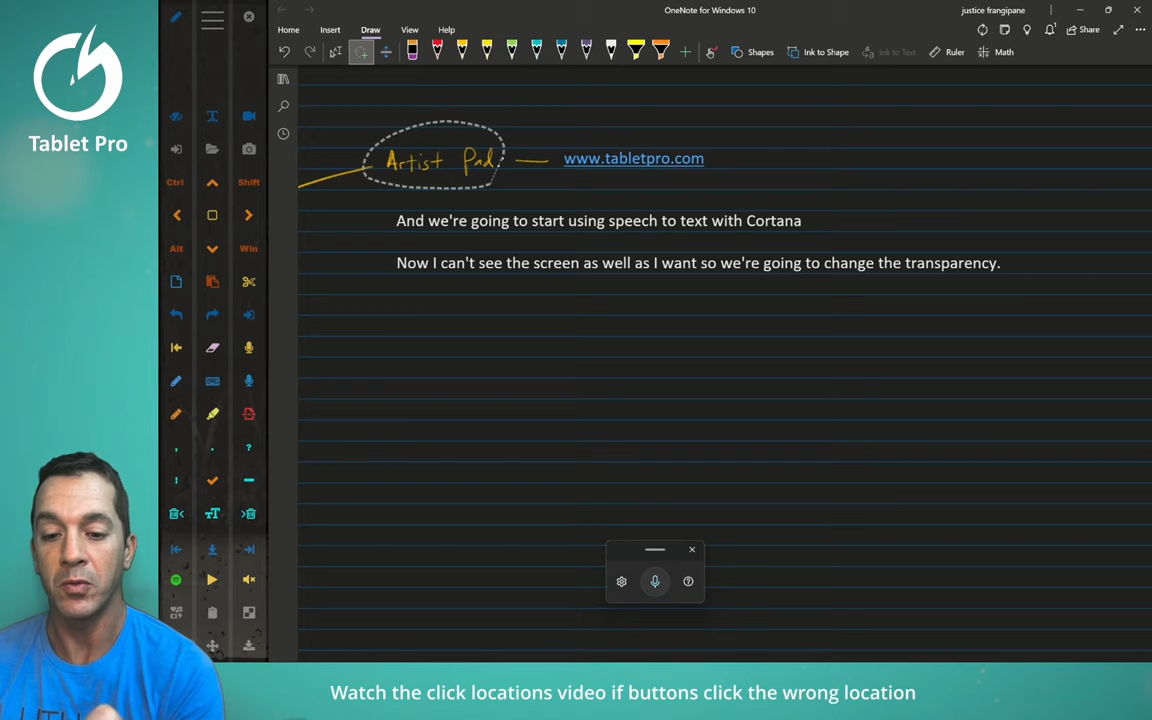 OneNote for Windows 10
justice frangipane
Home Insert Draw View Help
Share
Shapes
Ink to Shape
Ink to Text
Ruler
Math
Tablet Pro
Ctrl
Shift
Alt
Win
Artist Pad — www.tabletpro.com
And we're going to start using speech to text with Cortana
Now I can't see the screen as well as I want so we're going to change the transparency.
Watch the click locations video if buttons click the wrong location